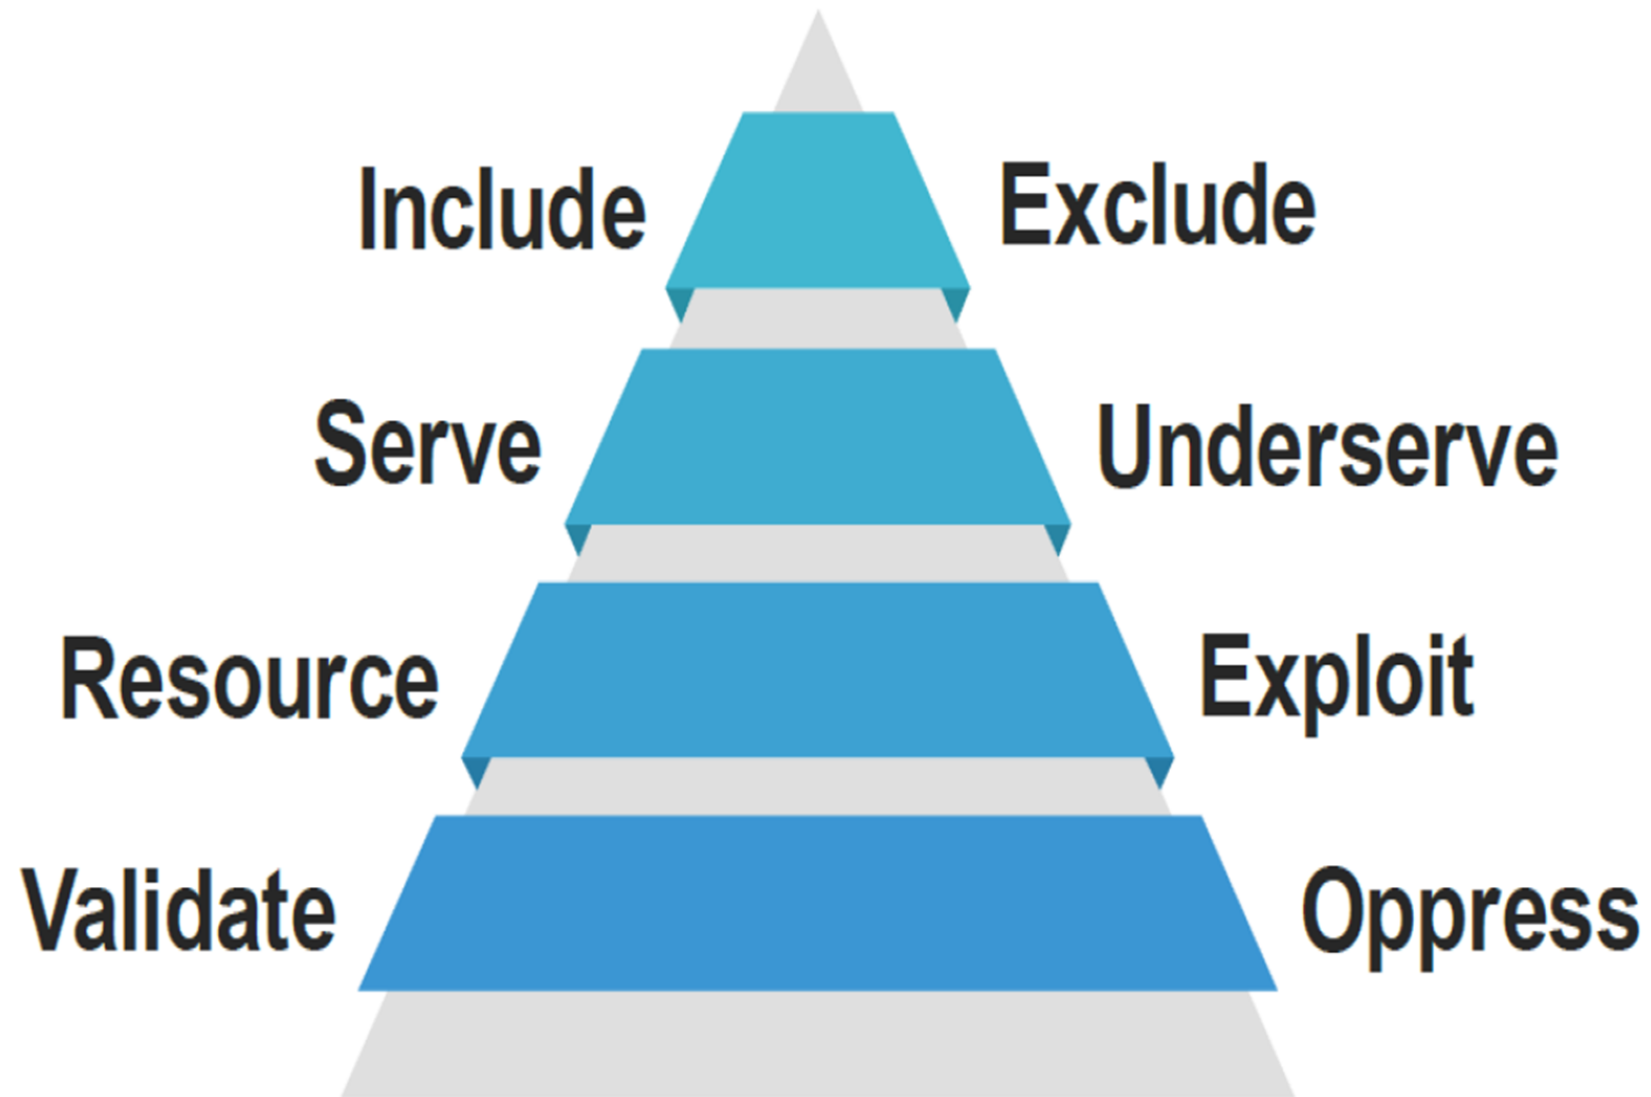 Include Exclude
Serve Underserve
Resource Exploit
Validate Oppress